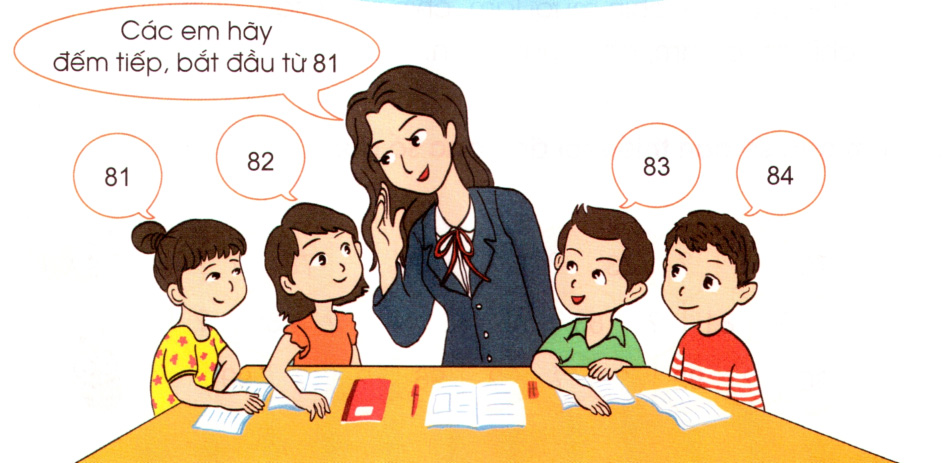 Các em hãy
đếm tiếp, bắt đầu từ 81
81
82
83
84